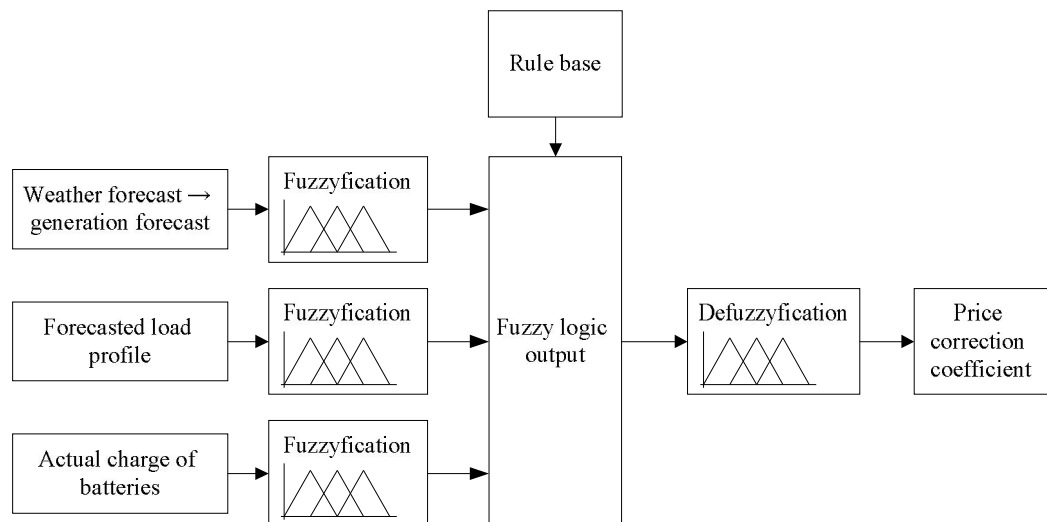 Rule base
Weather forecast →
generation forecast
Fuzzyfication
Forecasted load
profile
Fuzzyfication
Actual charge of
batteries
Fuzzyfication
Fuzzy logic
output
Defuzzyfication
Price
correction
coefficient